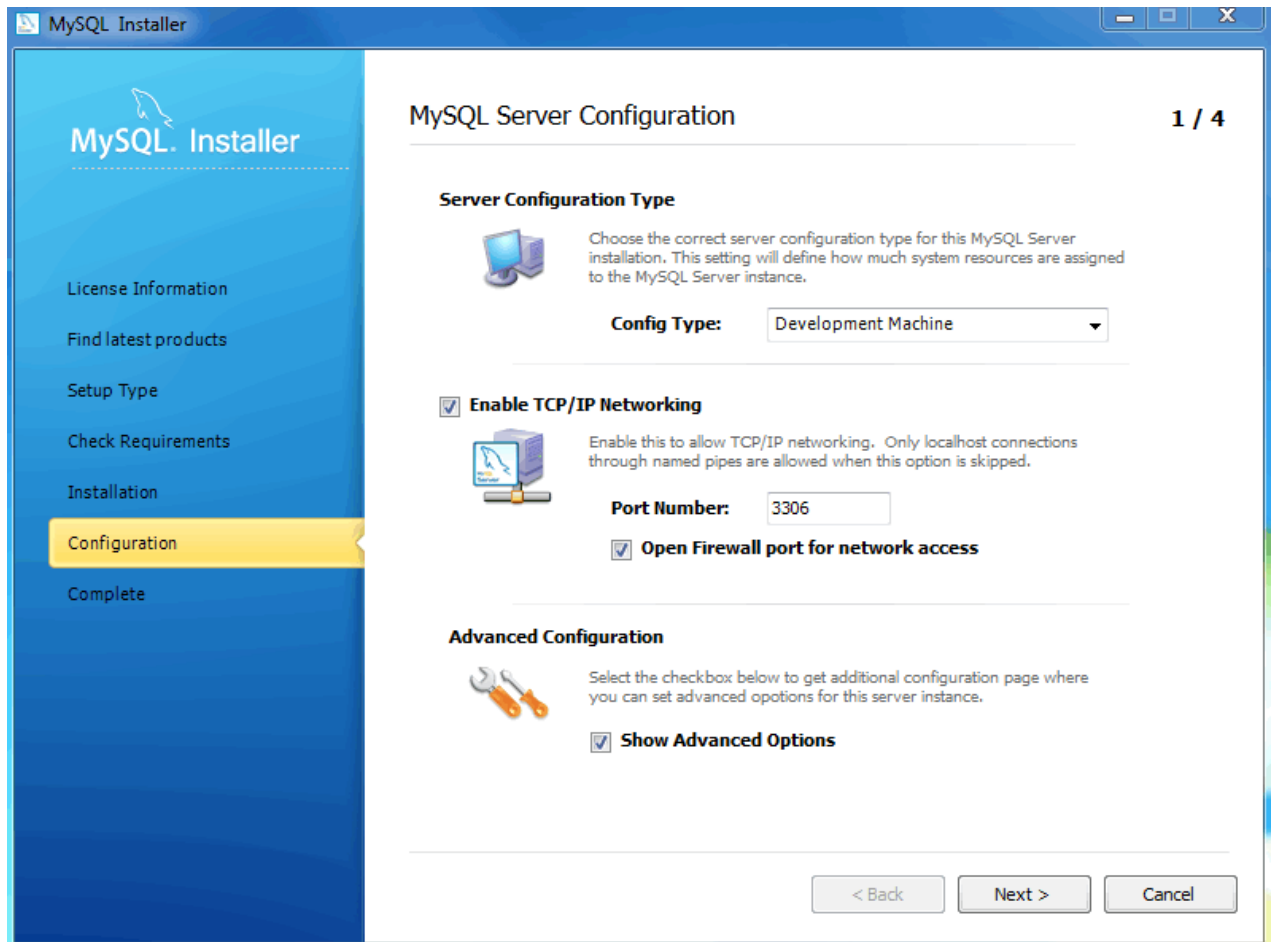 MySQL Installer
MySQL. Installer
License Information
Find latest products
Setup Type
Check Requirements
Installation
Configuration
Complete
MySQL Server Configuration
1 / 4
Server Configuration Type
Choose the correct server configuration type for this MySQL Server
installation. This setting will define how much system resources are assigned
to the MySQL Server instance.
Config Type:
Development Machine
Enable TCP/IP Networking
Enable this to allow TCP/IP networking. Only localhost connections
through named pipes are allowed when this option is skipped.
Port Number:
3306
Open Firewall port for network access
Advanced Configuration
Select the checkbox below to get additional configuration page where
you can set advanced opotions for this server instance.
Show Advanced Options
< Back
Next >
Cancel